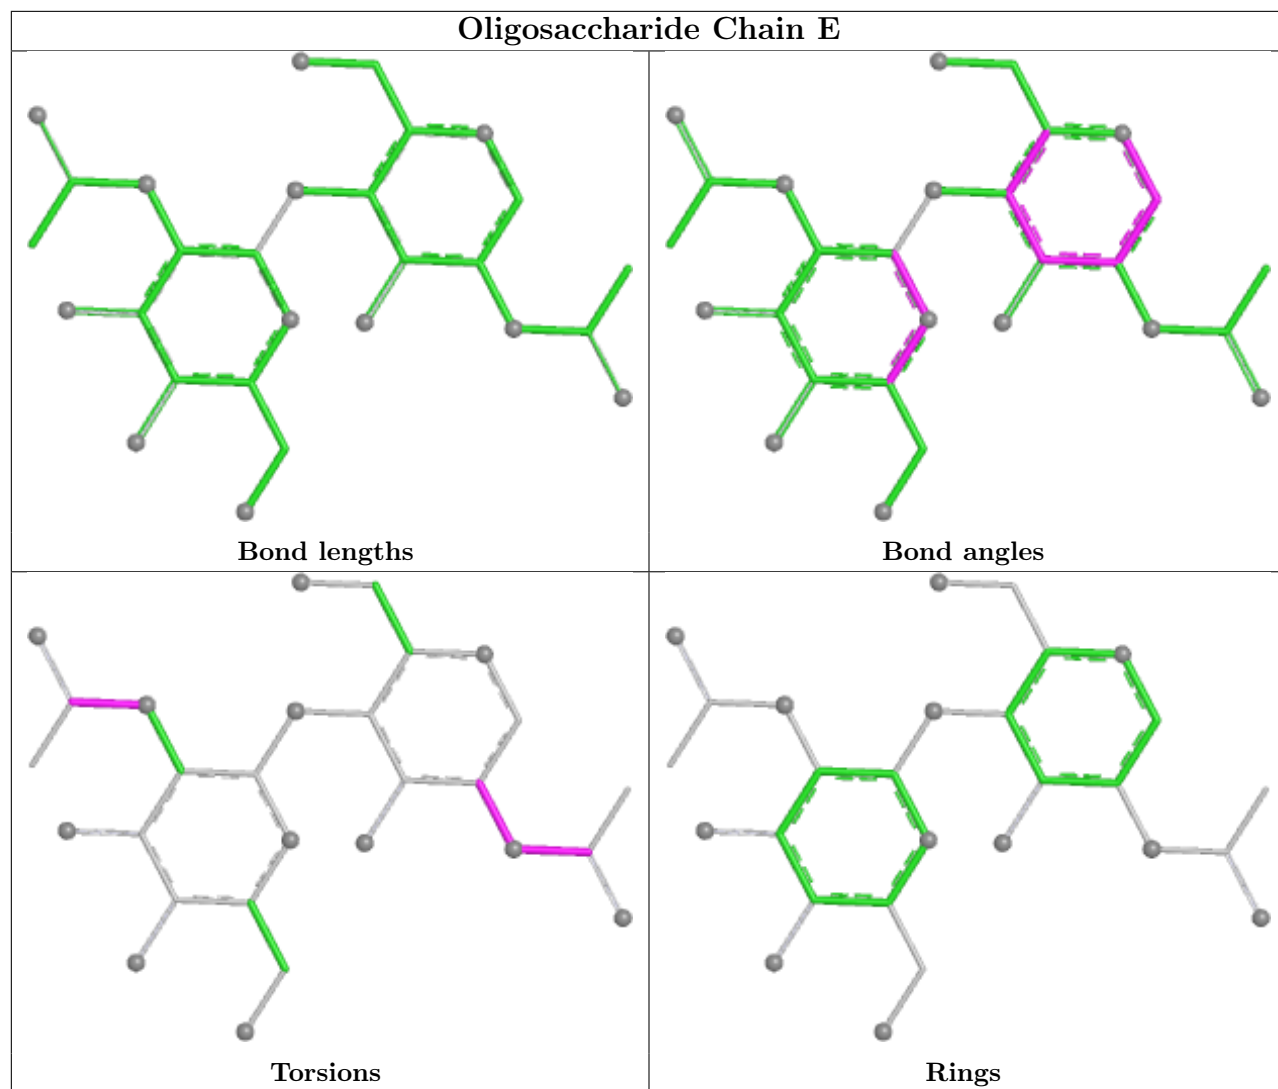 Oligosaccharide Chain E
Bond lengths
Bond angles
Torsions
Rings